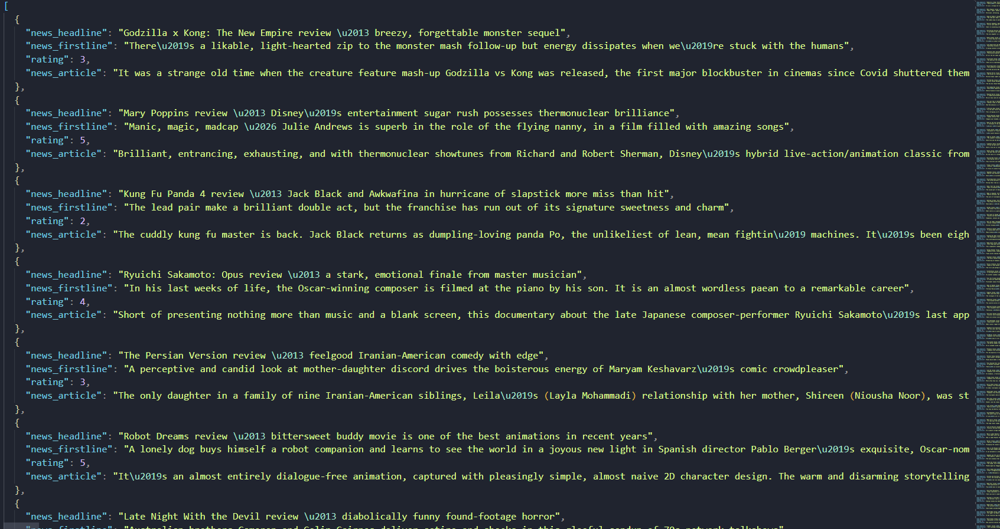 [
{
"news_headline": "Godzilla x Kong: The New Empire review \u2013 breezy, forgettable monster sequel",
"news_firstline": "There\u2019s a likable, light-hearted zip to the monster mash follow-up but energy dissipates when we\u2019re stuck with the humans",
"rating": 3,
"news_article": "It was a strange old time when the creature feature mash-up Godzilla vs Kong was released, the first major blockbuster in cinemas since Covid shuttered them
},
{
"news_headline": "Mary Poppins review \u2013 Disney\u2019s entertainment sugar rush possesses thermonuclear brilliance",
"news_firstline": "Manic, magic, madcap \u2026 Julie Andrews is superb in the role of the flying nanny, in a film filled with amazing songs",
"rating": 5,
"news_article": "Brilliant, entrancing, exhausting, and with thermonuclear showtunes from Richard and Robert Sherman, Disney\u2019s hybrid live-action/animation classic from
},
{
"news_headline": "Kung Fu Panda 4 review \u2013 Jack Black and Awkwafina in hurricane of slapstick more miss than hit",
"news_firstline": "The lead pair make a brilliant double act, but the franchise has run out of its signature sweetness and charm",
"rating": 2,
"news_article": "The cuddly kung fu master is back. Jack Black returns as dumpling-loving panda Po, the unlikeliest of lean, mean fightin\u2019 machines. It\u2019s been eigh
},
{
"news_headline": "Ryuichi Sakamoto: Opus review \u2013 a stark, emotional finale from master musician",
"news_firstline": "In his last weeks of life, the Oscar-winning composer is filmed at the piano by his son. It is an almost wordless paean to a remarkable career",
"rating": 4,
"news_article": "Short of presenting nothing more than music and a blank screen, this documentary about the late Japanese composer-performer Ryuichi Sakamoto\u2019s last app
},
{
"news_headline": "The Persian Version review \u2013 feelgood Iranian-American comedy with edge",
"news_firstline": "A perceptive and candid look at mother-daughter discord drives the boisterous energy of Maryam Keshavarz\u2019s comic crowdpleaser",
"rating": 3,
"news_article": "The only daughter in a family of nine Iranian-American siblings, Leila\u2019s (Layla Mohammadi) relationship with her mother, Shireen (Niousha Noor), was st
},
{
"news_headline": "Robot Dreams review \u2013 bittersweet buddy movie is one of the best animations in recent years",
"news_firstline": "A lonely dog buys himself a robot companion and learns to see the world in a joyous new light in Spanish director Pablo Berger\u2019s exquisite, Oscar-nom
"rating": 5,
"news_article": "It\u2019s an almost entirely dialogue-free animation, captured with pleasingly simple, almost naive 2D character design. The warm and disarming storytelling
},
{
"news_headline": "Late Night With the Devil review \u2013 diabolically funny found-footage horror",